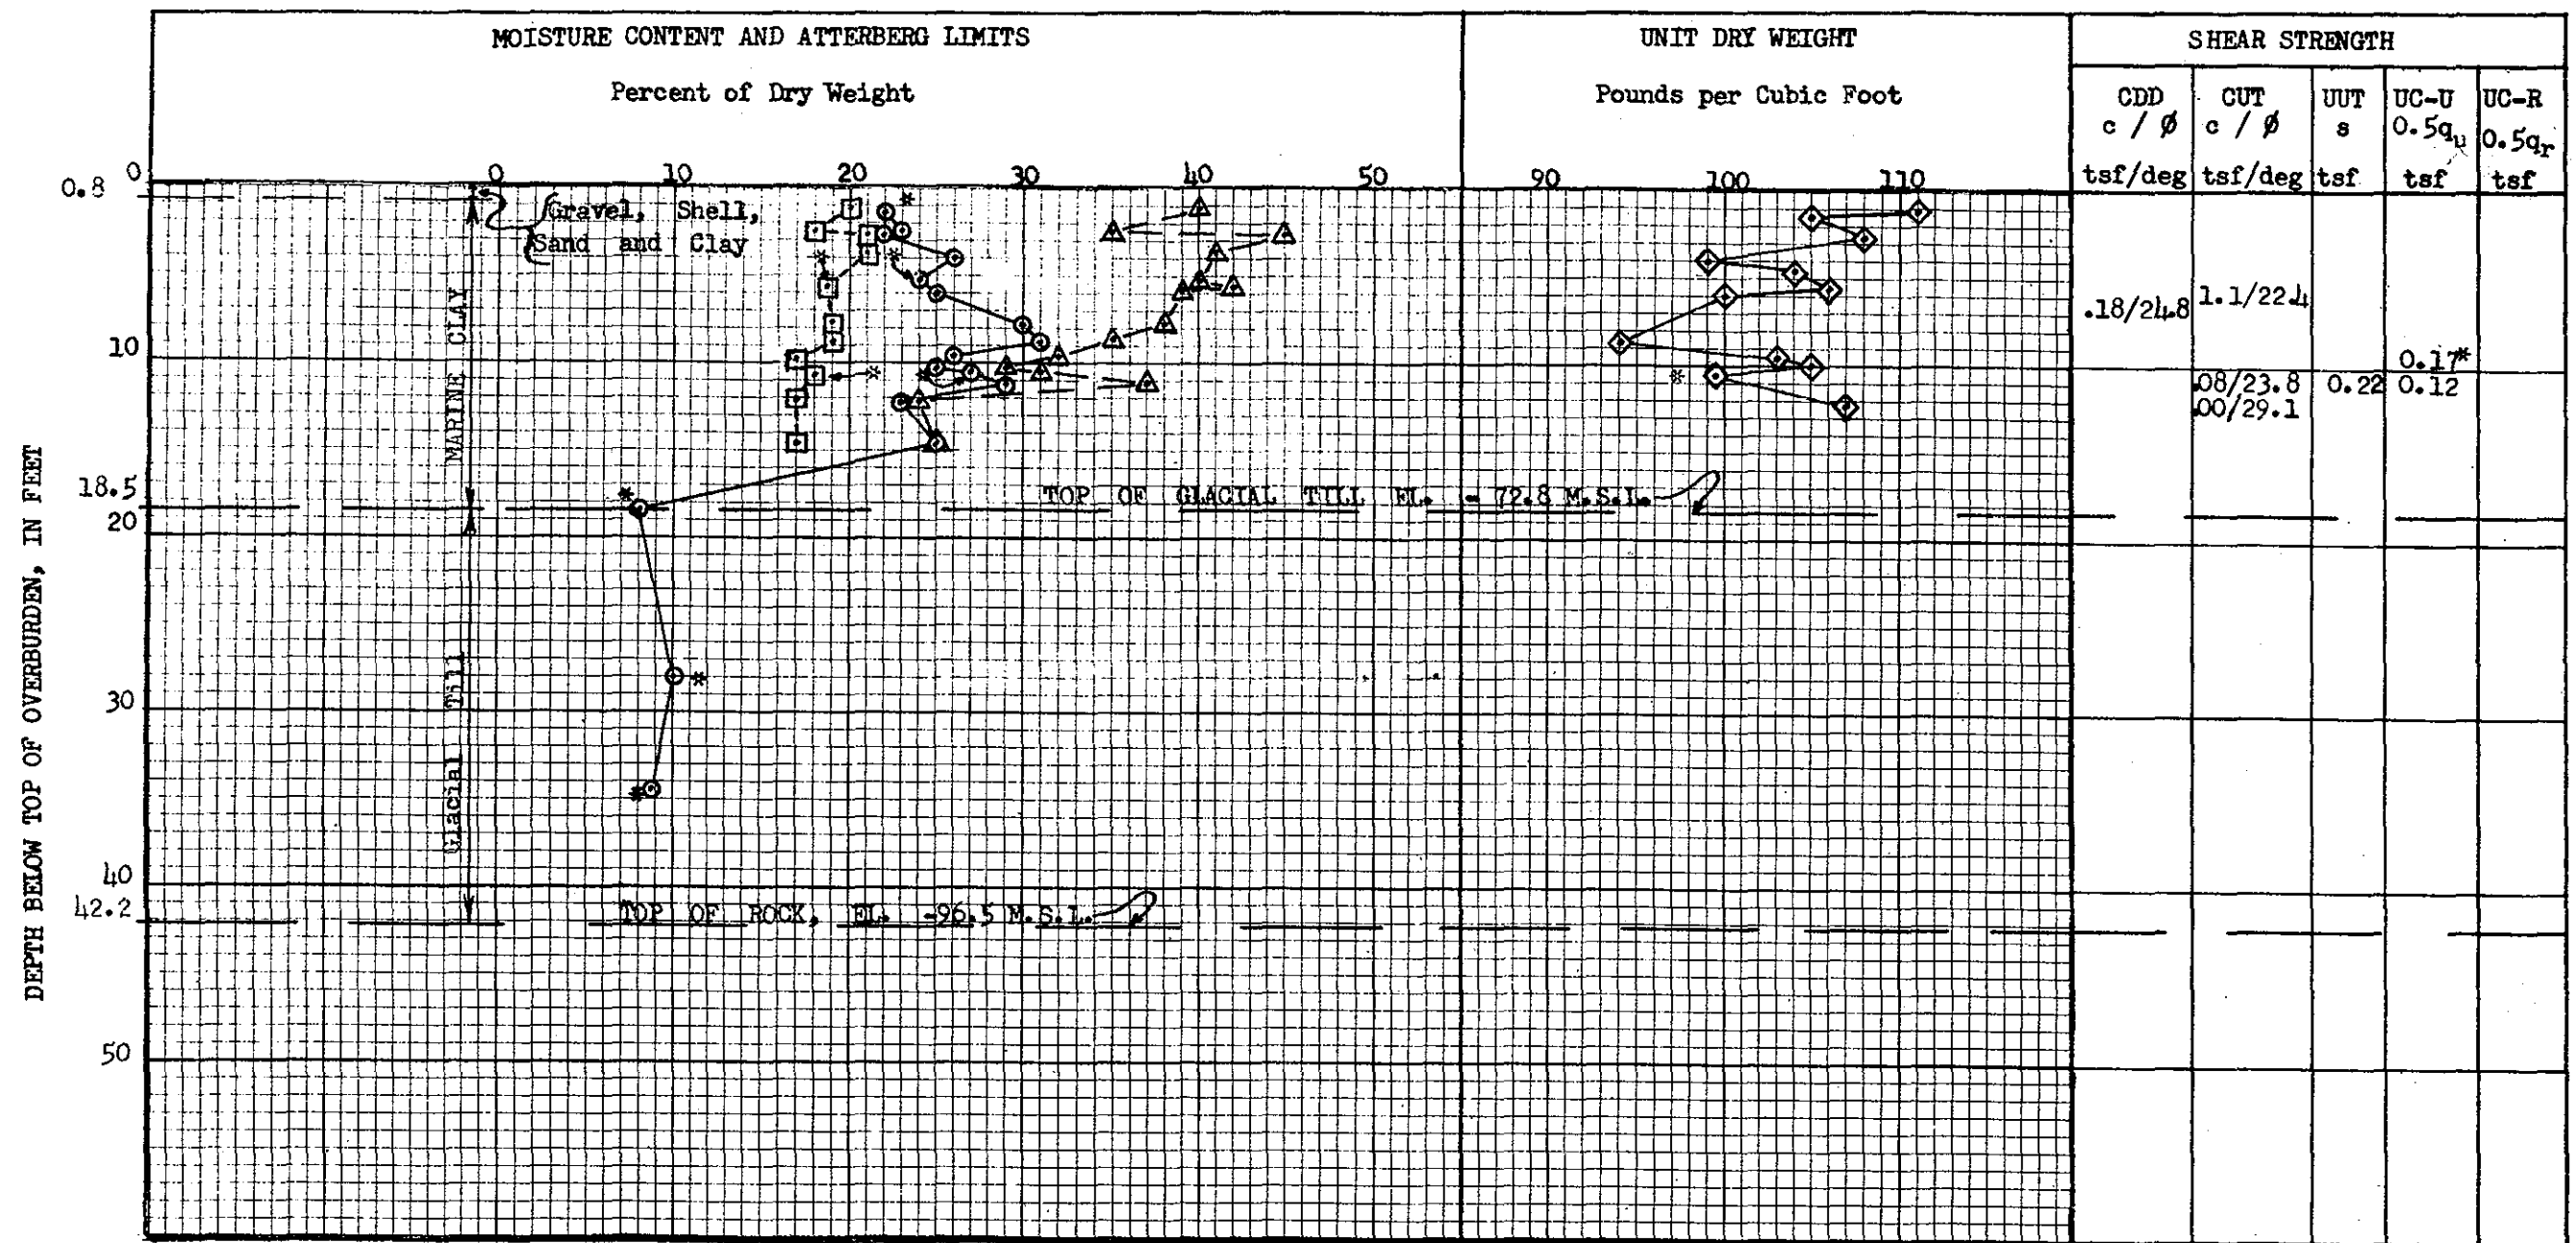 MOISTURE CONTENT AND ATTERBERG LIMITS
Percent of Dry Weight
UNIT DRY WEIGHT
Pounds per Cubic Foot
SHEAR STRENGTH
CDD CUT UUT UC-U UC-R
c / Ø c / Ø s 0.5qu 0.5qr
tsf/deg tsf/deg tsf tsf tsf
0 10 20 30 40 50 90 100 110
DEPTH BELOW TOP OF OVERBURDEN, IN FEET
0
0.8
10
18.5
20
30
40
42.2
50
Gravel, Shell,
Sand and Clay
MARINE CLAY
Glacial Till
.18/24.8 1.1/22.4
0.17*
.08/23.8 0.22 0.12
.00/29.1
TOP OF GLACIAL TILL EL. - 72.8 M.S.L.
TOP OF ROCK, EL. -96.5 M.S.L.